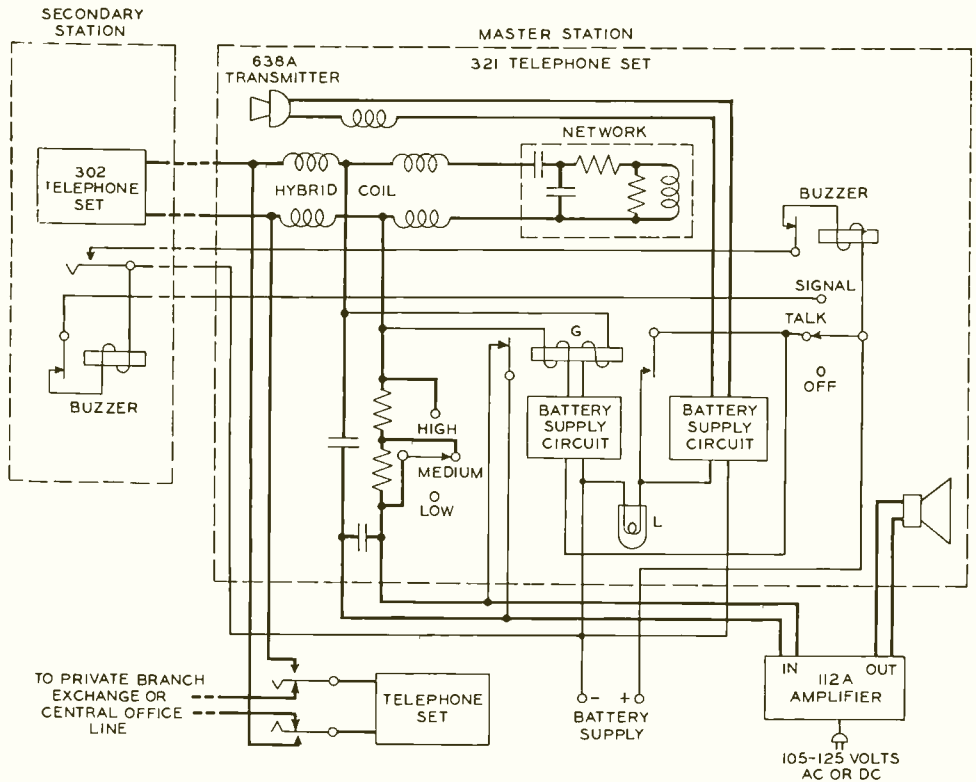 SECONDARY
STATION
MASTER STATION
321 TELEPHONE SET
638A
TRANSMITTER
NETWORK
302
TELEPHONE
SET
HYBRID COIL
BUZZER
SIGNAL
TALK
OFF
G
BUZZER
HIGH
MEDIUM
LOW
BATTERY
SUPPLY
CIRCUIT
BATTERY
SUPPLY
CIRCUIT
L
IN OUT
112A
AMPLIFIER
TO PRIVATE BRANCH
EXCHANGE OR
CENTRAL OFFICE
LINE
TELEPHONE
SET
- +
BATTERY
SUPPLY
105-125 VOLTS
AC OR DC